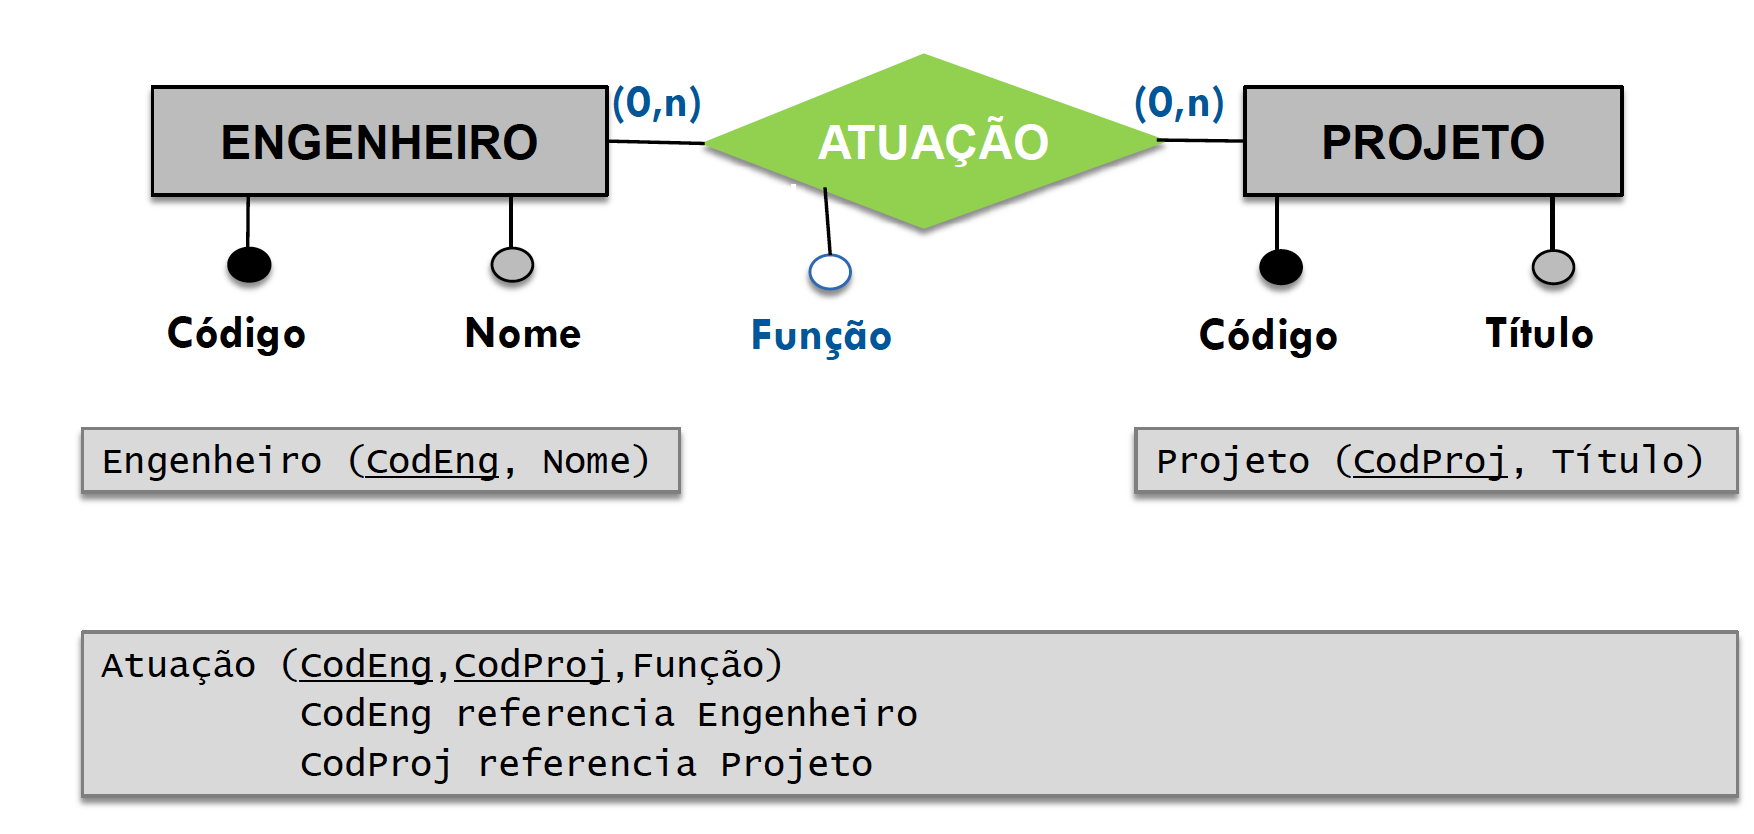 ENGENHEIRO (0,n) ATUAÇÃO (0,n) PROJETO
Código Nome Função Código Título
Engenheiro (CodEng, Nome)
Projeto (CodProj, Título)
Atuação (CodEng,CodProj,Função)
CodEng referencia Engenheiro
CodProj referencia Projeto